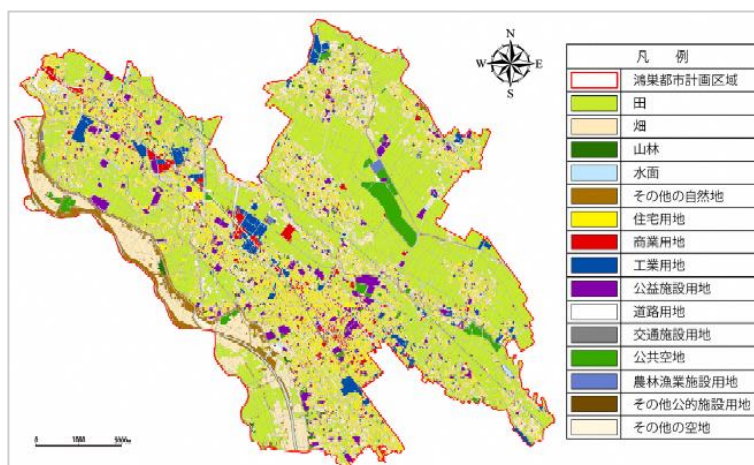 N
W
E
S
凡 例
鴻巣都市計画区域
田
畑
山林
水面
その他の自然地
住宅用地
商業用地
工業用地
公益施設用地
道路用地
交通施設用地
公共空地
農林漁業施設用地
その他公的施設用地
その他の空地
0